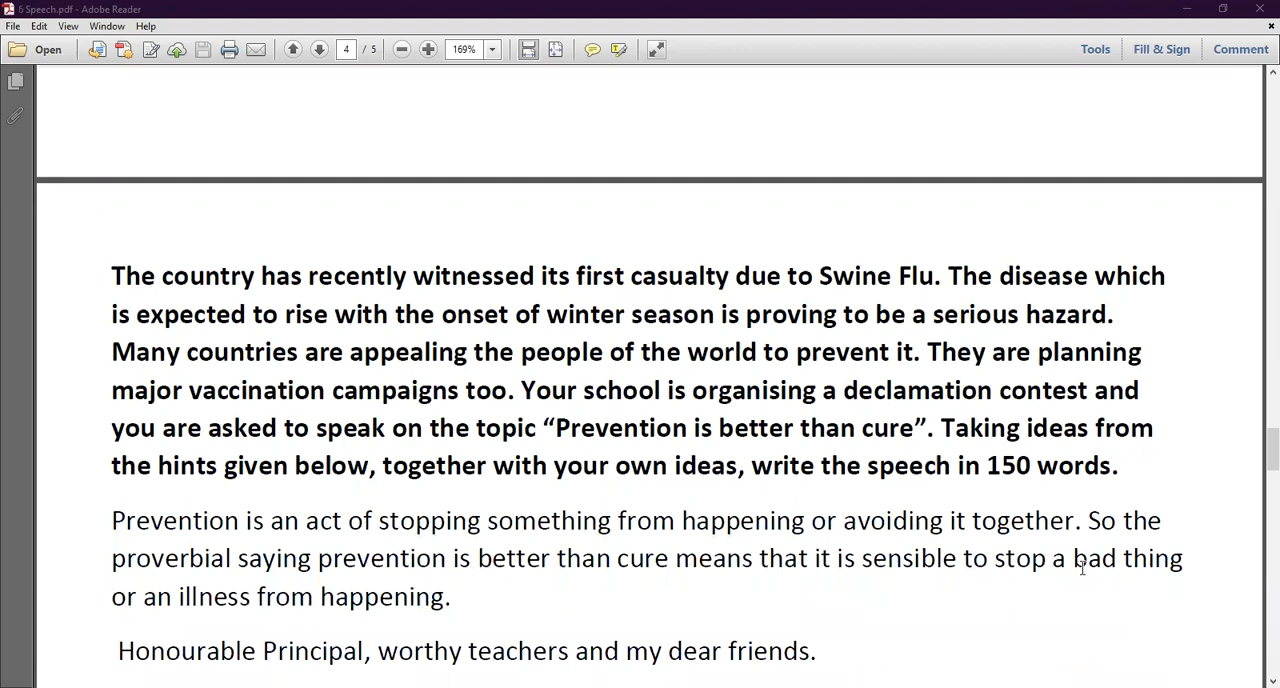 6 Speech.pdf - Adobe Reader
File Edit View Window Help
Open 4 / 5 169% Tools Fill & Sign Comment
The country has recently witnessed its first casualty due to Swine Flu. The disease which
is expected to rise with the onset of winter season is proving to be a serious hazard.
Many countries are appealing the people of the world to prevent it. They are planning
major vaccination campaigns too. Your school is organising a declamation contest and
you are asked to speak on the topic “Prevention is better than cure”. Taking ideas from
the hints given below, together with your own ideas, write the speech in 150 words.
Prevention is an act of stopping something from happening or avoiding it together. So the
proverbial saying prevention is better than cure means that it is sensible to stop a bad thing
or an illness from happening.
Honourable Principal, worthy teachers and my dear friends.